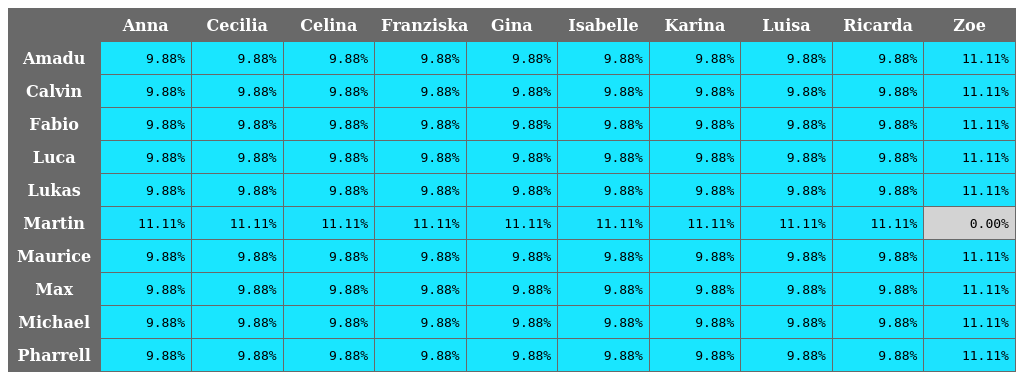 Anna Cecilia Celina Franziska Gina Isabelle Karina Luisa Ricarda Zoe
Amadu 9.88% 9.88% 9.88% 9.88% 9.88% 9.88% 9.88% 9.88% 9.88% 11.11%
Calvin 9.88% 9.88% 9.88% 9.88% 9.88% 9.88% 9.88% 9.88% 9.88% 11.11%
Fabio 9.88% 9.88% 9.88% 9.88% 9.88% 9.88% 9.88% 9.88% 9.88% 11.11%
Luca 9.88% 9.88% 9.88% 9.88% 9.88% 9.88% 9.88% 9.88% 9.88% 11.11%
Lukas 9.88% 9.88% 9.88% 9.88% 9.88% 9.88% 9.88% 9.88% 9.88% 11.11%
Martin 11.11% 11.11% 11.11% 11.11% 11.11% 11.11% 11.11% 11.11% 11.11% 0.00%
Maurice 9.88% 9.88% 9.88% 9.88% 9.88% 9.88% 9.88% 9.88% 9.88% 11.11%
Max 9.88% 9.88% 9.88% 9.88% 9.88% 9.88% 9.88% 9.88% 9.88% 11.11%
Michael 9.88% 9.88% 9.88% 9.88% 9.88% 9.88% 9.88% 9.88% 9.88% 11.11%
Pharrell 9.88% 9.88% 9.88% 9.88% 9.88% 9.88% 9.88% 9.88% 9.88% 11.11%